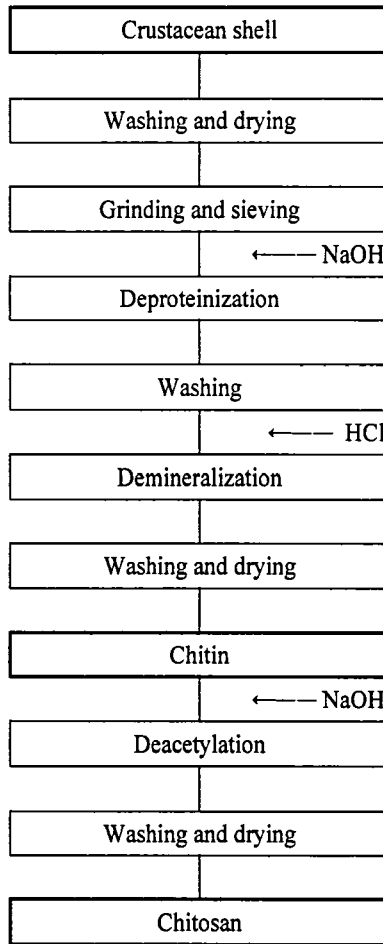 Crustacean shell
Washing and drying
Grinding and sieving
←—— NaOH
Deproteinization
Washing
←—— HCl
Demineralization
Washing and drying
Chitin
←—— NaOH
Deacetylation
Washing and drying
Chitosan